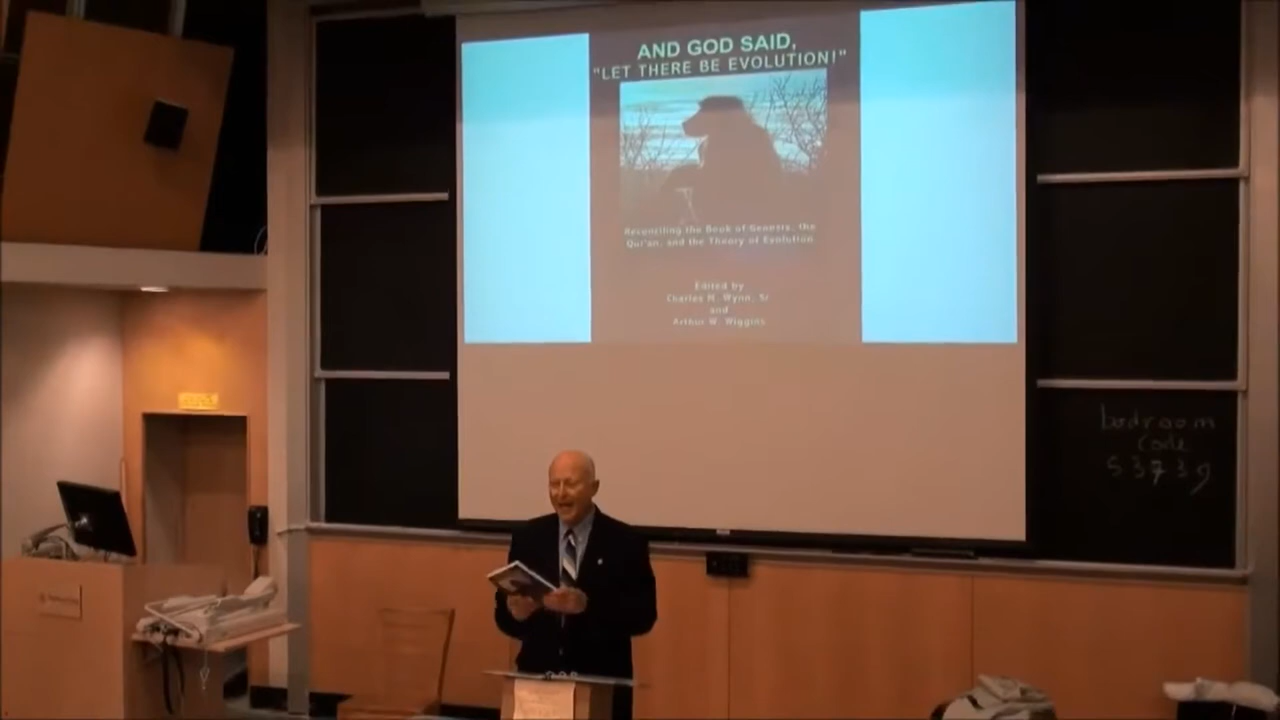 AND GOD SAID,
"LET THERE BE EVOLUTION!"
Reconciling the Book of Genesis, the
Qur'an, and the Theory of Evolution
Edited by
Charles M. Wynn, Sr.
and
Arthur W. Wiggins
bedroom
code
53739